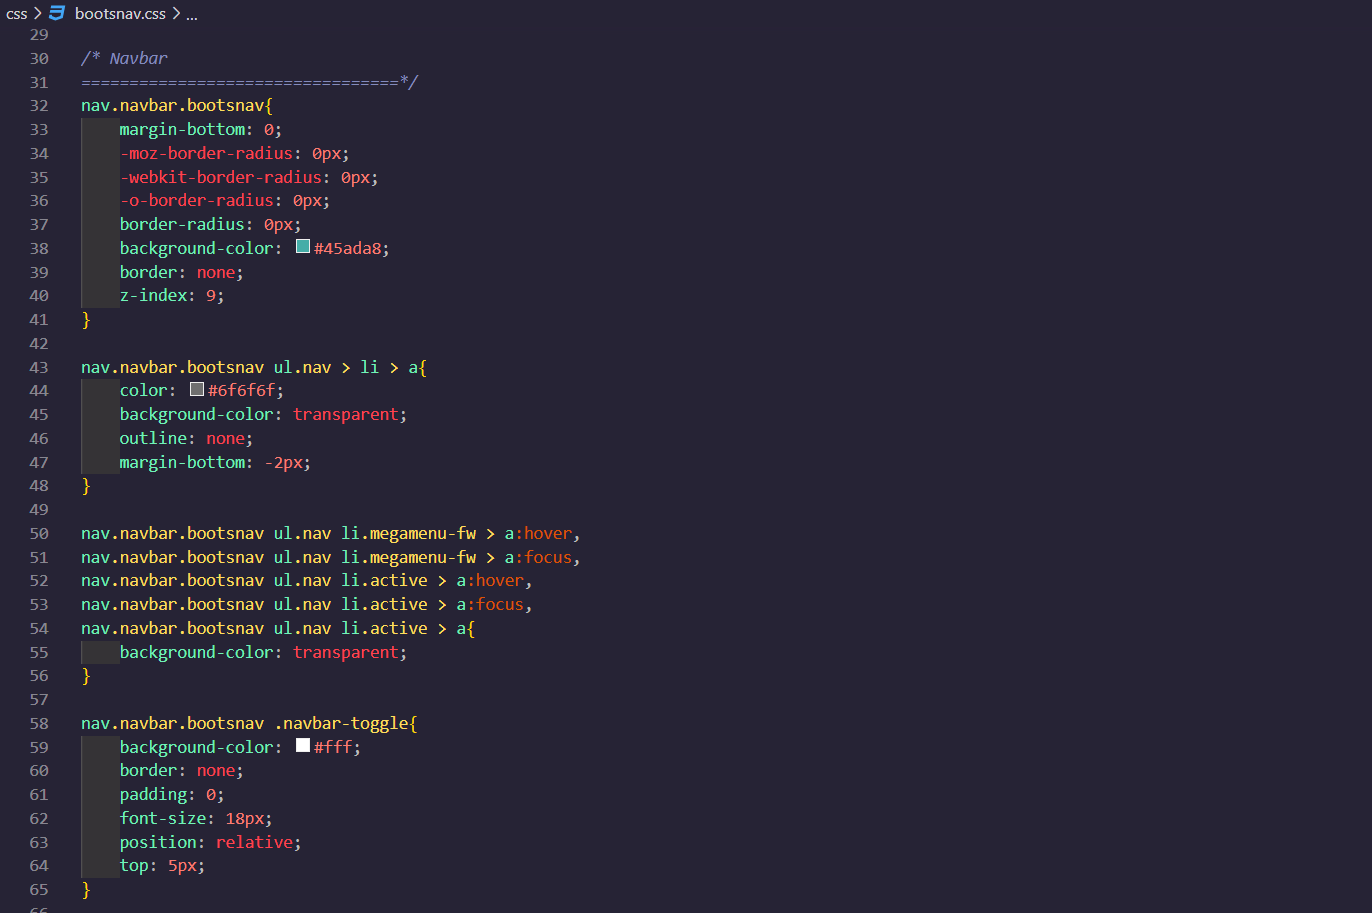 css > bootsnav.css > ...
29
30 /* Navbar
31 =================================*/
32 nav.navbar.bootsnav{
33     margin-bottom: 0;
34     -moz-border-radius: 0px;
35     -webkit-border-radius: 0px;
36     -o-border-radius: 0px;
37     border-radius: 0px;
38     background-color: #45ada8;
39     border: none;
40     z-index: 9;
41 }
42
43 nav.navbar.bootsnav ul.nav > li > a{
44     color: #6f6f6f;
45     background-color: transparent;
46     outline: none;
47     margin-bottom: -2px;
48 }
49
50 nav.navbar.bootsnav ul.nav li.megamenu-fw > a:hover,
51 nav.navbar.bootsnav ul.nav li.megamenu-fw > a:focus,
52 nav.navbar.bootsnav ul.nav li.active > a:hover,
53 nav.navbar.bootsnav ul.nav li.active > a:focus,
54 nav.navbar.bootsnav ul.nav li.active > a{
55     background-color: transparent;
56 }
57
58 nav.navbar.bootsnav .navbar-toggle{
59     background-color: #fff;
60     border: none;
61     padding: 0;
62     font-size: 18px;
63     position: relative;
64     top: 5px;
65 }
66